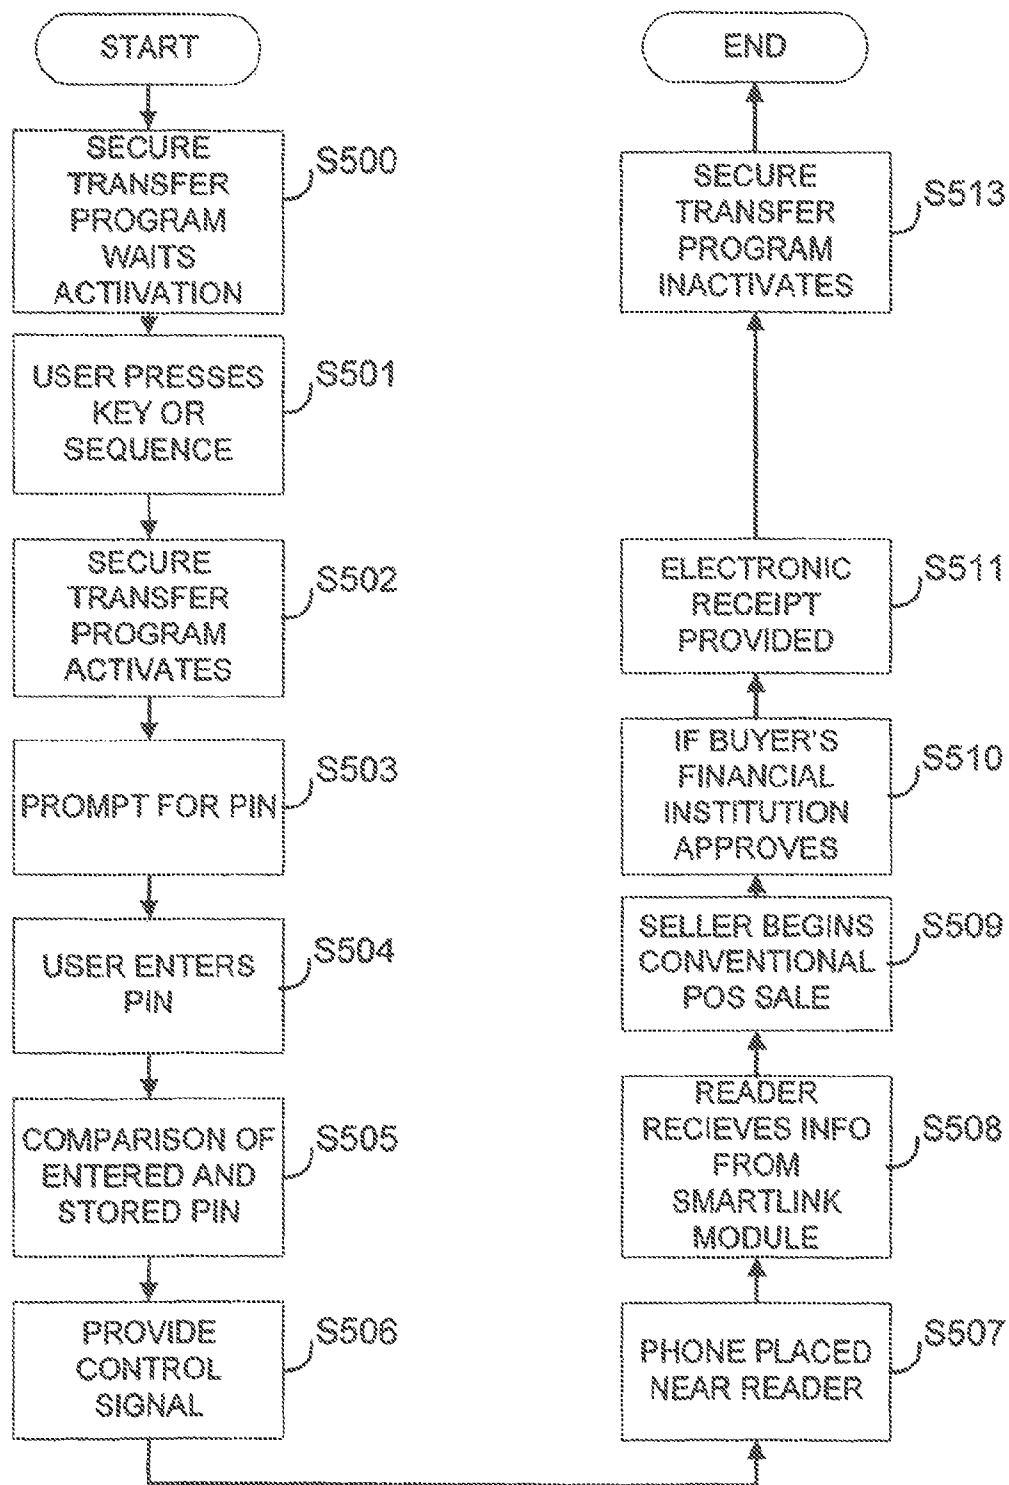 START
SECURE
TRANSFER
PROGRAM
WAITS
ACTIIVATION
S500
USER PRESSES
KEY OR
SEQUENCE
S501
SECURE
TRANSFER
PROGRAM
ACTIVATES
S502
PROMPT FOR PIN
S503
USER ENTERS
PIN
S504
COMPARISON OF
ENTERED AND
STORED PIN
S505
PROVIDE
CONTROL
SIGNAL
S506
PHONE PLACED
NEAR READER
S507
READER
RECIEVES INFO
FROM
SMARTLINK
MODULE
S508
SELLER BEGINS
CONVENTIONAL
POS SALE
S509
IF BUYER'S
FINANCIAL
INSTITUTION
APPROVES
S510
ELECTRONIC
RECEIPT
PROVIDED
S511
SECURE
TRANSFER
PROGRAM
INACTIVATES
S513
END